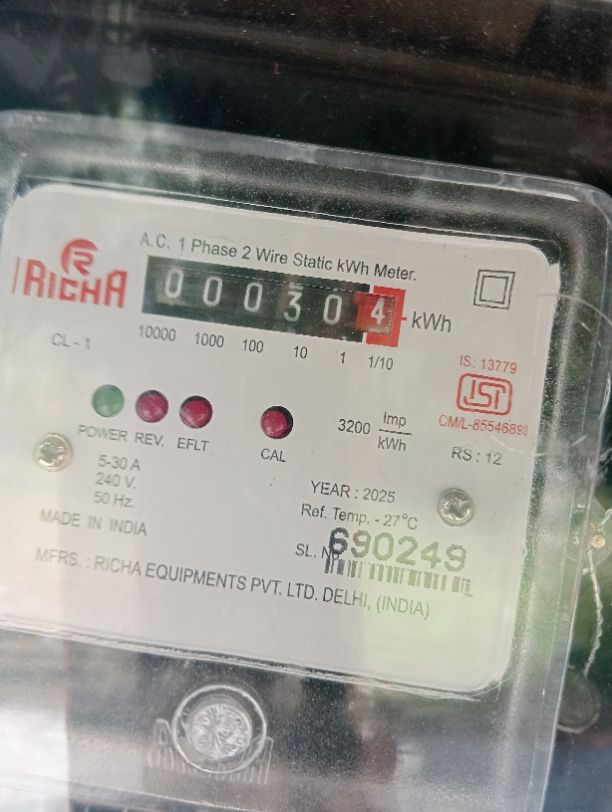 A.C. 1 Phase 2 Wire Static kWh Meter.
RICHA
0 0 0 3 0 4 kWh
10000 1000 100 10 1 1/10
CL - 1
IS: 13779
ISI
CM/L-8554689
3200 Imp/kWh
RS : 12
POWER REV. EFLT CAL
5-30 A
240 V.
50 Hz.
YEAR : 2025
Ref. Temp. - 27°C
MADE IN INDIA
SL. No 690249
MFRS. : RICHA EQUIPMENTS PVT. LTD. DELHI, (INDIA)